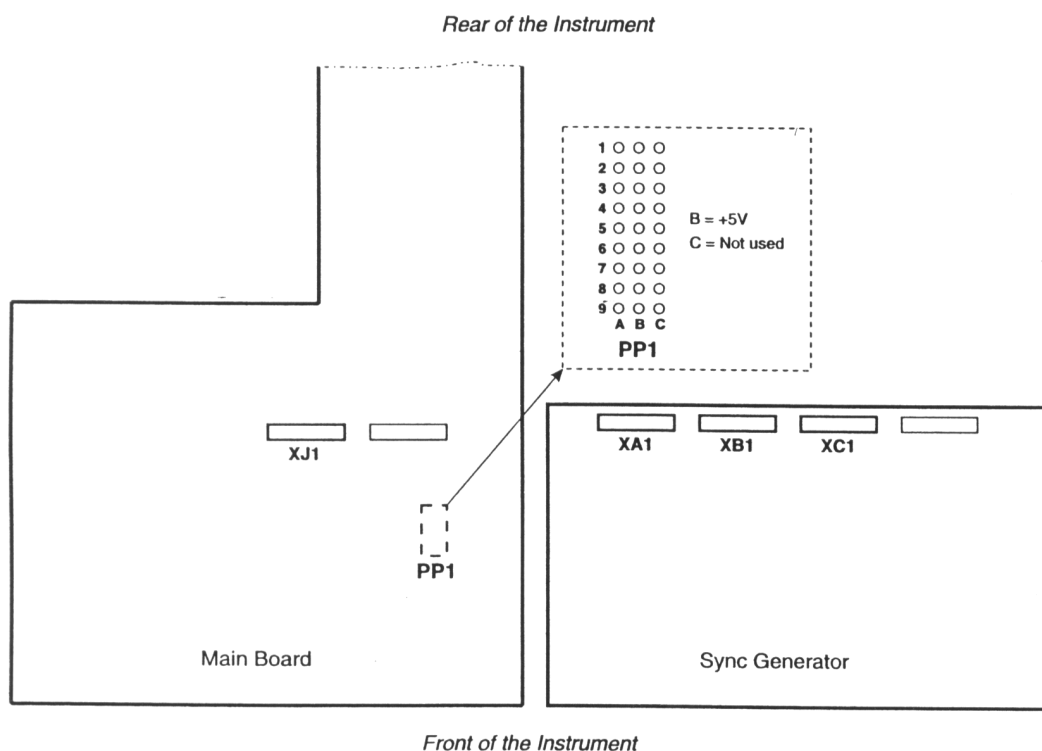 Rear of the Instrument
1
2
3
4
5
6
7
8
9
A B C
PP1
B = +5V
C = Not used
XJ1
PP1
Main Board
XA1 XB1 XC1
Sync Generator
Front of the Instrument